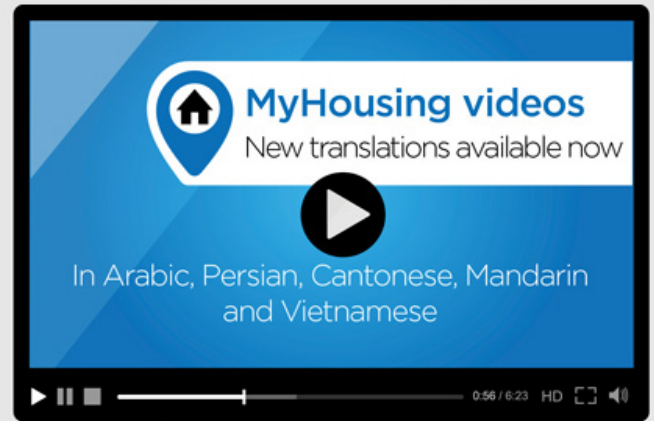 MyHousing videos
New translations available now
In Arabic, Persian, Cantonese, Mandarin
and Vietnamese
0:56 / 6:23 HD